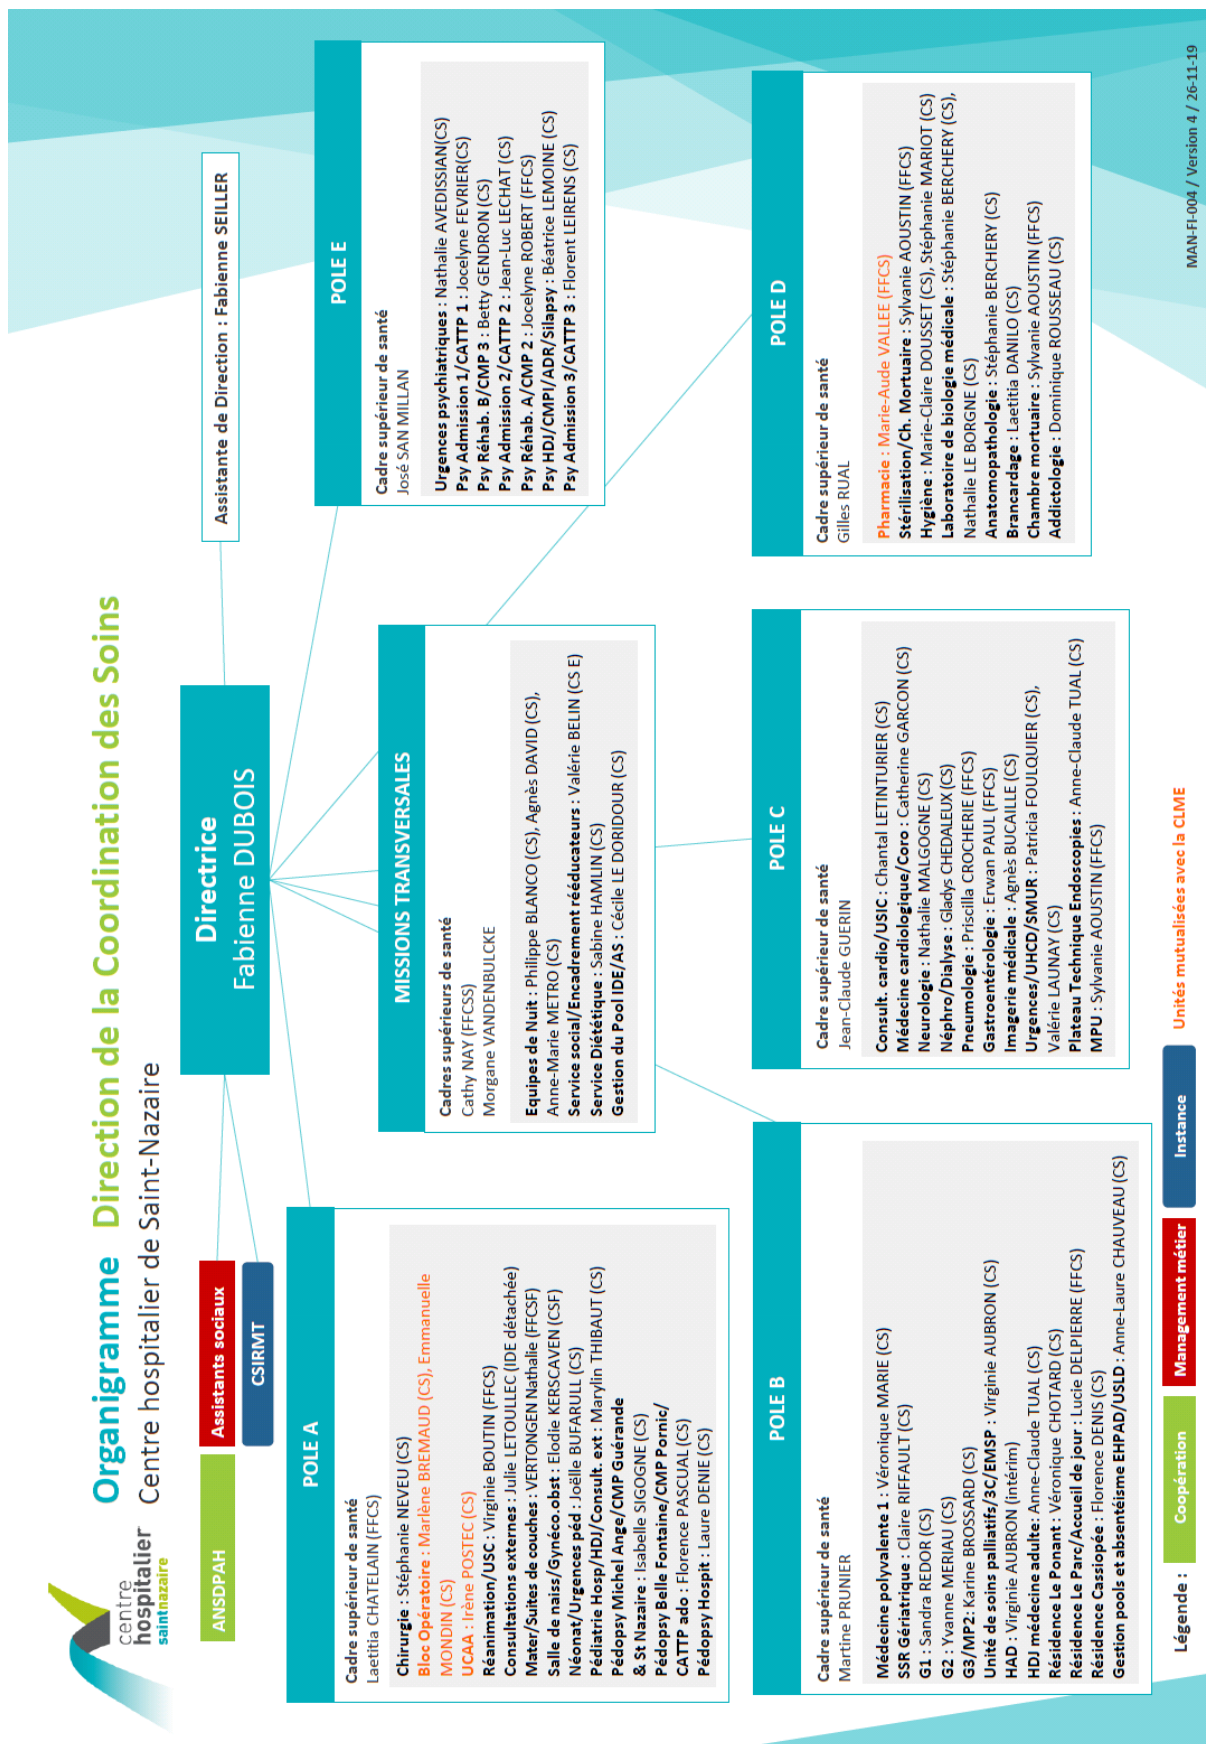 centre
hospitalier
saintnazaire
Organigramme Direction de la Coordination des Soins
Centre hospitalier de Saint-Nazaire
ANSDPAH
Assistants sociaux
CSIRMT
Directrice
Fabienne DUBOIS
Assistante de Direction : Fabienne SEILLER
POLE A
Cadre supérieur de santé
Laetitia CHATELAIN (FFCS)
Chirurgie : Stéphanie NEVEU (CS)
Bloc Opératoire : Marlène BREMAUD (CS), Emmanuelle
MONDIN (CS)
UCAA : Irène POSTEC (CS)
Réanimation/USC : Virginie BOUTIN (FFCS)
Consultations externes : Julie LETOULLEC (IDE détachée)
Mater/Suites de couches : VERTONGEN Nathalie (FFCSF)
Salle de naiss/Gynéco.obst : Elodie KERSCAVEN (CSF)
Néonat/Urgences péd : Joëlle BUFARULL (CS)
Pédiatrie Hosp/HDJ/Consult. ext : Marylin THIBAUT (CS)
Pédopsy Michel Ange/CMP Guérande
& St Nazaire : Isabelle SIGOGNE (CS)
Pédopsy Belle Fontaine/CMP Pornic/
CATTP ado : Florence PASCUAL (CS)
Pédopsy Hospit : Laure DENIE (CS)
MISSIONS TRANSVERSALES
Cadres supérieurs de santé
Cathy NAY (FFCSS)
Morgane VANDENBULCKE
Equipes de Nuit : Philippe BLANCO (CS), Agnès DAVID (CS),
Anne-Marie METRO (CS)
Service social/Encadrement rééducateurs : Valérie BELIN (CS E)
Service Diététique : Sabine HAMLIN (CS)
Gestion du Pool IDE/AS : Cécile LE DORIDOUR (CS)
POLE E
Cadre supérieur de santé
José SAN MILLAN
Urgences psychiatriques : Nathalie AVEDISSIAN(CS)
Psy Admission 1/CATTP 1 : Jocelyne FEVRIER(CS)
Psy Réhab. B/CMP 3 : Betty GENDRON (CS)
Psy Admission 2/CATTP 2 : Jean-Luc LECHAT (CS)
Psy Réhab. A/CMP 2 : Jocelyne ROBERT (FFCS)
Psy HDJ/CMPI/ADR/Silapsy : Béatrice LEMOINE (CS)
Psy Admission 3/CATTP 3 : Florent LEIRENS (CS)
POLE B
Cadre supérieur de santé
Martine PRUNIER
Médecine polyvalente 1 : Véronique MARIE (CS)
SSR Gériatrique : Claire RIFFAULT (CS)
G1 : Sandra REDOR (CS)
G2 : Yvanne MERIAU (CS)
G3/MP2: Karine BROSSARD (CS)
Unité de soins palliatifs/3C/EMSP : Virginie AUBRON (CS)
HAD : Virginie AUBRON (intérim)
HDJ médecine adulte: Anne-Claude TUAL (CS)
Résidence Le Ponant : Véronique CHOTARD (CS)
Résidence Le Parc/Accueil de jour : Lucie DELPIERRE (FFCS)
Résidence Cassiopée : Florence DENIS (CS)
Gestion pools et absentéisme EHPAD/USLD : Anne-Laure CHAUVEAU (CS)
POLE C
Cadre supérieur de santé
Jean-Claude GUERIN
Consult. cardio/USIC : Chantal LETINTURIER (CS)
Médecine cardiologique/Coro : Catherine GARCON (CS)
Neurologie : Nathalie MALGOGNE (CS)
Néphro/Dialyse : Gladys CHEDALEUX (CS)
Pneumologie : Priscilla CROCHERIE (FFCS)
Gastroentérologie : Erwan PAUL (FFCS)
Imagerie médicale : Agnès BUCAILLE (CS)
Urgences/UHCD/SMUR : Patricia FOULQUIER (CS),
Valérie LAUNAY (CS)
Plateau Technique Endoscopies : Anne-Claude TUAL (CS)
MPU : Sylvanie AOUSTIN (FFCS)
POLE D
Cadre supérieur de santé
Gilles RUAL
Pharmacie : Marie-Aude VALLEE (FFCS)
Stérilisation/Ch. Mortuaire : Sylvanie AOUSTIN (FFCS)
Hygiène : Marie-Claire DOUSSET (CS), Stéphanie MARIOT (CS)
Laboratoire de biologie médicale : Stéphanie BERCHERY (CS),
Nathalie LE BORGNE (CS)
Anatomopathologie : Stéphanie BERCHERY (CS)
Brancardage : Laetitia DANILO (CS)
Chambre mortuaire : Sylvanie AOUSTIN (FFCS)
Addictologie : Dominique ROUSSEAU (CS)
Légende :
Coopération
Management métier
Instance
Unités mutualisées avec la CLME
MAN-FI-004 / Version 4 / 26-11-19